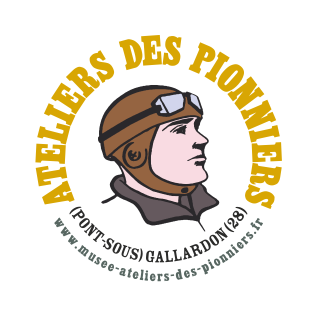 ATELIERS DES PIONNIERS
(PONT-SOUS) GALLARDON (28)
www.musee-ateliers-des-pionniers.fr